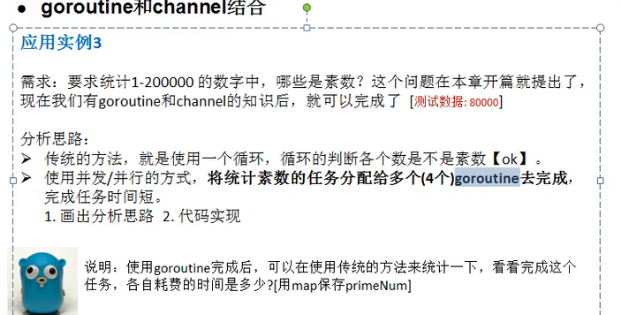 ● goroutine和channel结合
应用实例3
需求：要求统计1-200000 的数字中，哪些是素数？这个问题在本章开篇就提出了，
现在我们有goroutine和channel的知识后，就可以完成了 [测试数据: 80000]
分析思路：
➢ 传统的方法，就是使用一个循环，循环的判断各个数是不是素数【ok】。
➢ 使用并发/并行的方式，将统计素数的任务分配给多个(4个)goroutine去完成，
完成任务时间短。
1. 画出分析思路 2. 代码实现
说明：使用goroutine完成后，可以在使用传统的方法来统计一下，看看完成这个
任务，各自耗费的时间是多少?[用map保存primeNum]